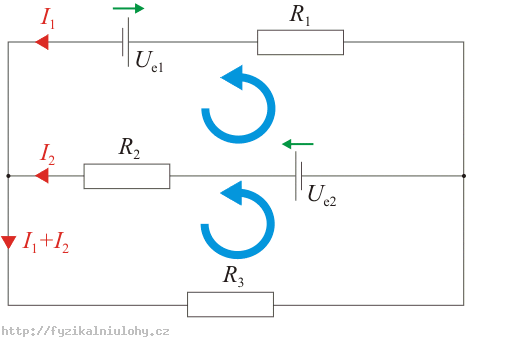 I₁
R₁
Uₑ₁
I₂
R₂
Uₑ₂
I₁+I₂
R₃
http://fyzikalniulohy.cz